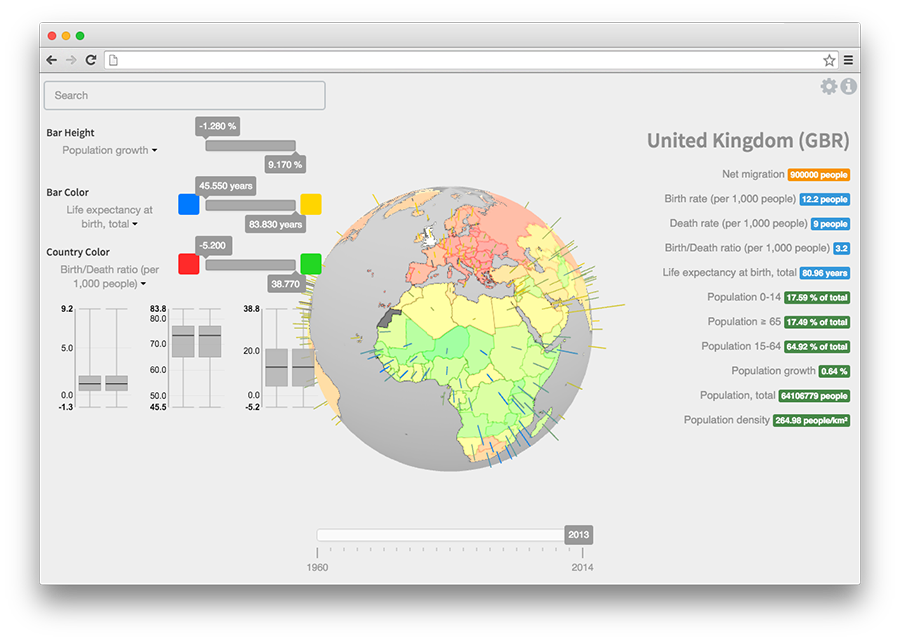 Search
Bar Height
Population growth
-1.280 %
9.170 %
Bar Color
Life expectancy at
birth, total
45.550 years
83.830 years
Country Color
Birth/Death ratio (per
1,000 people)
-5.200
38.770
9.2
5.0
0.0
-1.3
83.8
80.0
70.0
60.0
50.0
45.5
38.8
20.0
0.0
-5.2
United Kingdom (GBR)
Net migration 900000 people
Birth rate (per 1,000 people) 12.2 people
Death rate (per 1,000 people) 9 people
Birth/Death ratio (per 1,000 people) 3.2
Life expectancy at birth, total 80.96 years
Population 0-14 17.59 % of total
Population ≥ 65 17.49 % of total
Population 15-64 64.92 % of total
Population growth 0.64 %
Population, total 64106779 people
Population density 264.98 people/km²
2013
1960
2014